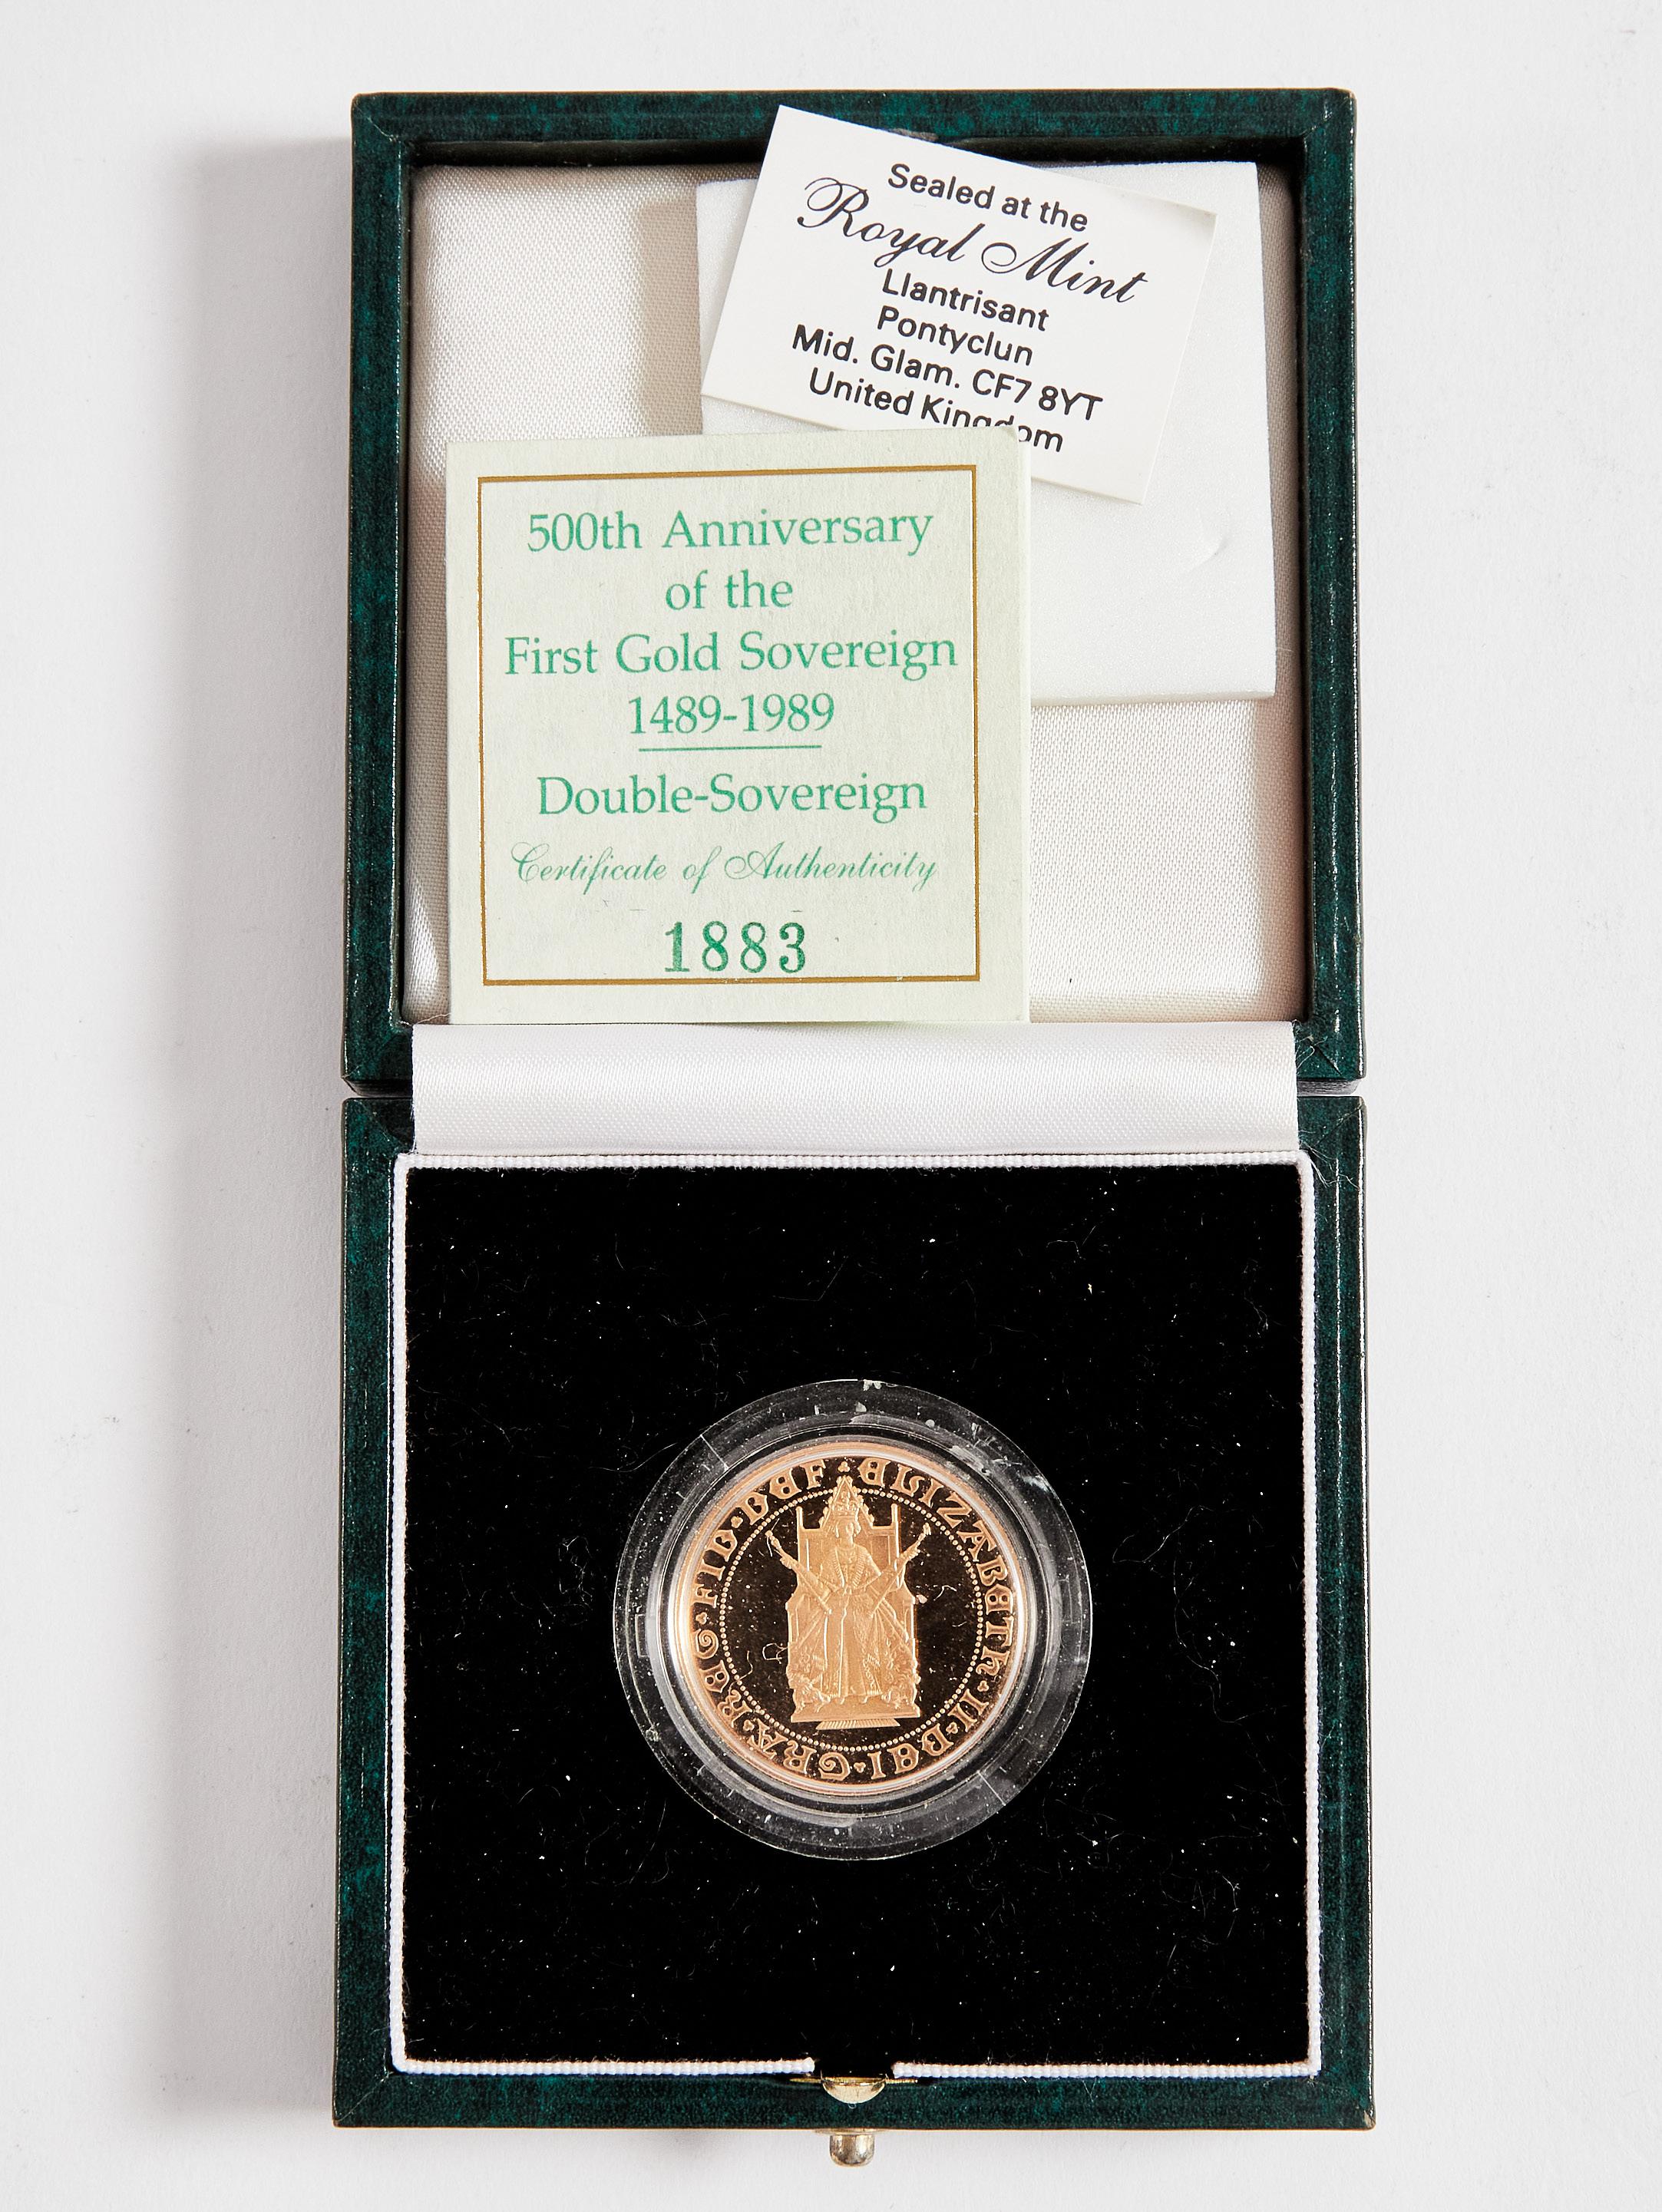 Sealed at the
Royal Mint
Llantrisant
Pontyclun
Mid. Glam. CF7 8YT
United Kingdom
500th Anniversary
of the
First Gold Sovereign
1489-1989
Double-Sovereign
Certificate of Authenticity
1883
ELIZABETH·II·DEI·GRA·REG·FID·DEF